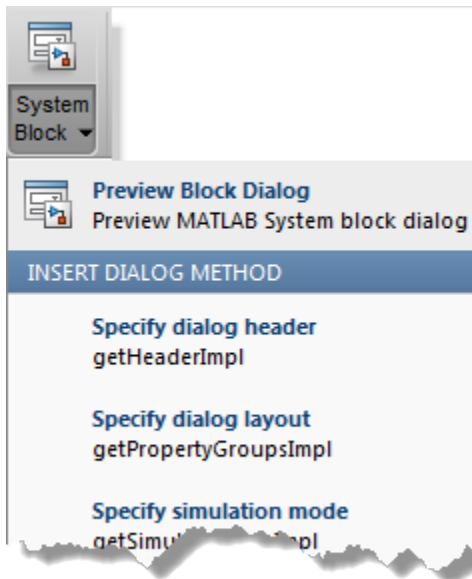 System
Block
Preview Block Dialog
Preview MATLAB System block dialog
INSERT DIALOG METHOD
Specify dialog header
getHeaderImpl
Specify dialog layout
getPropertyGroupsImpl
Specify simulation mode